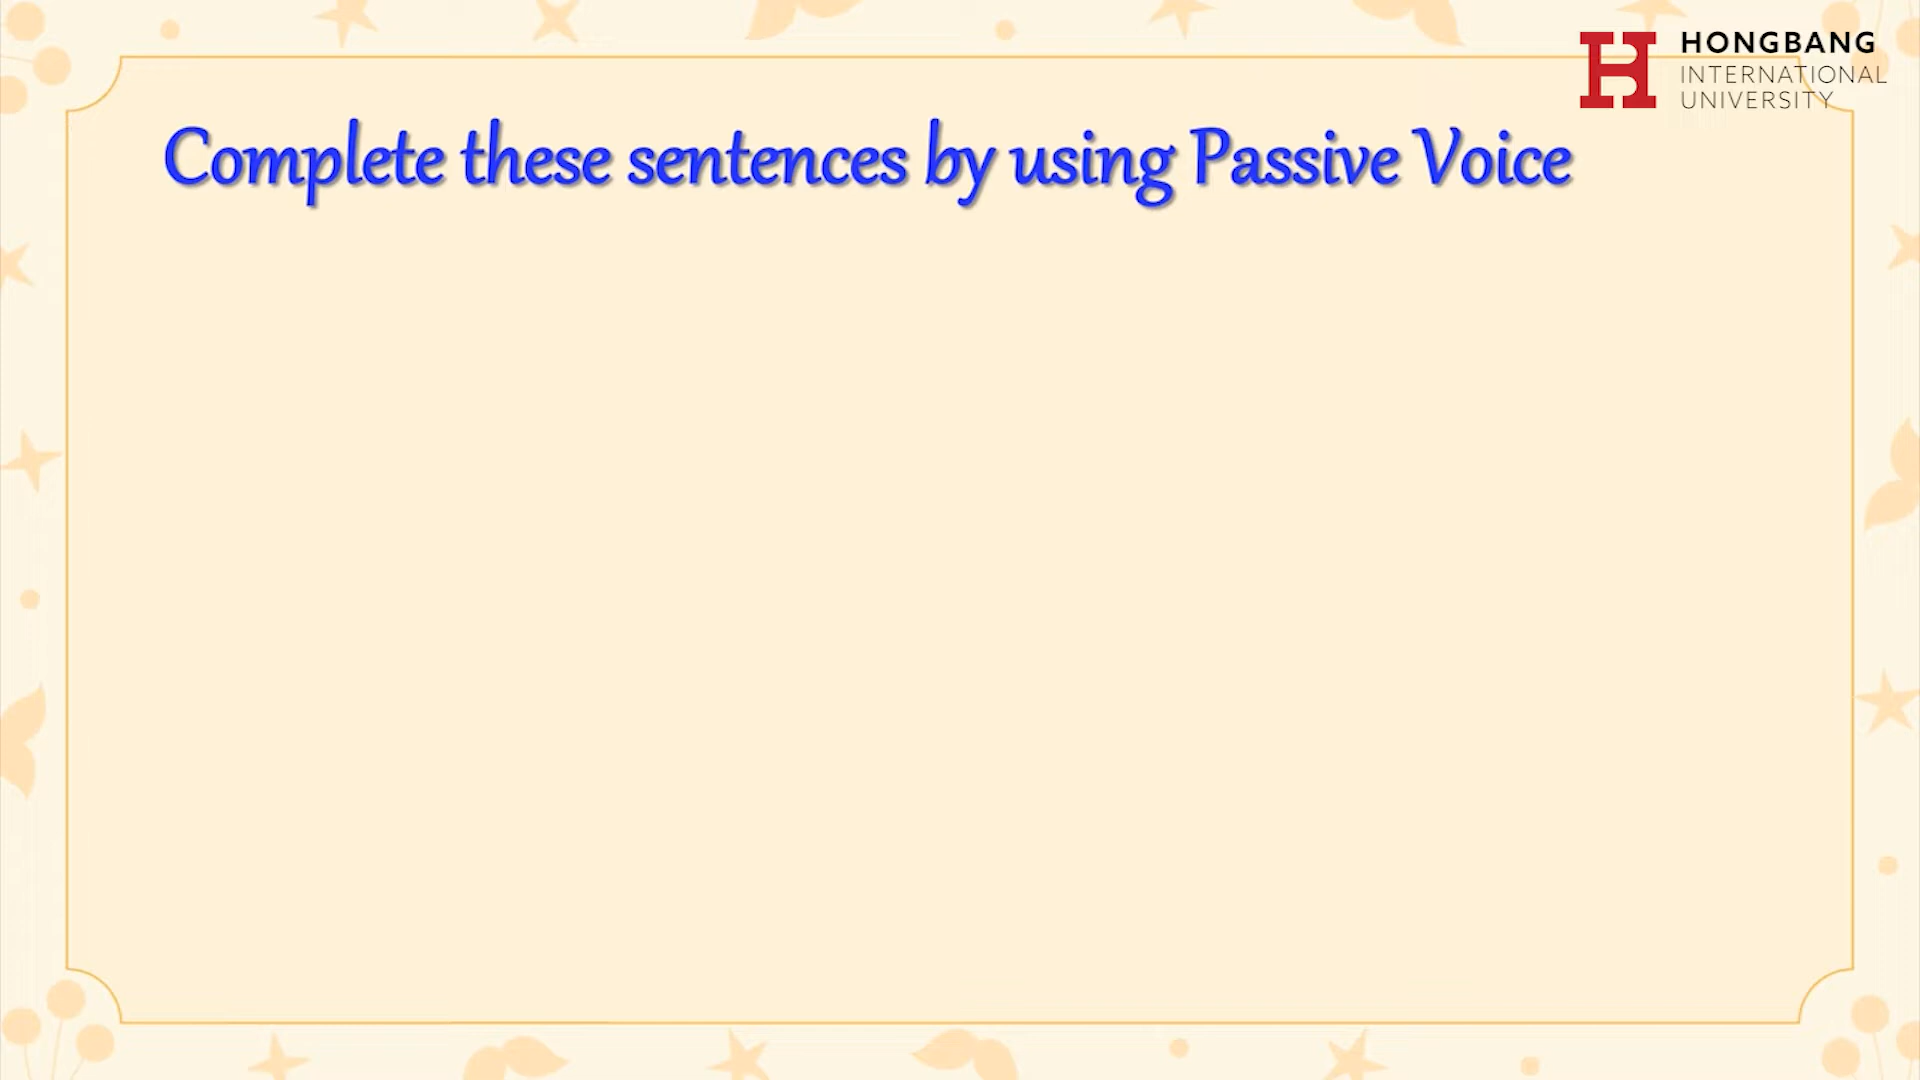 HONGBANG
INTERNATIONAL
UNIVERSITY
Complete these sentences by using Passive Voice